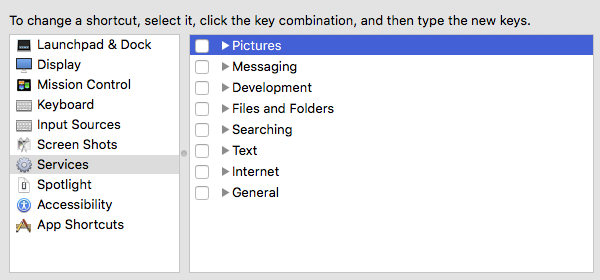 To change a shortcut, select it, click the key combination, and then type the new keys.
Launchpad & Dock
Display
Mission Control
Keyboard
Input Sources
Screen Shots
Services
Spotlight
Accessibility
App Shortcuts
Pictures
Messaging
Development
Files and Folders
Searching
Text
Internet
General